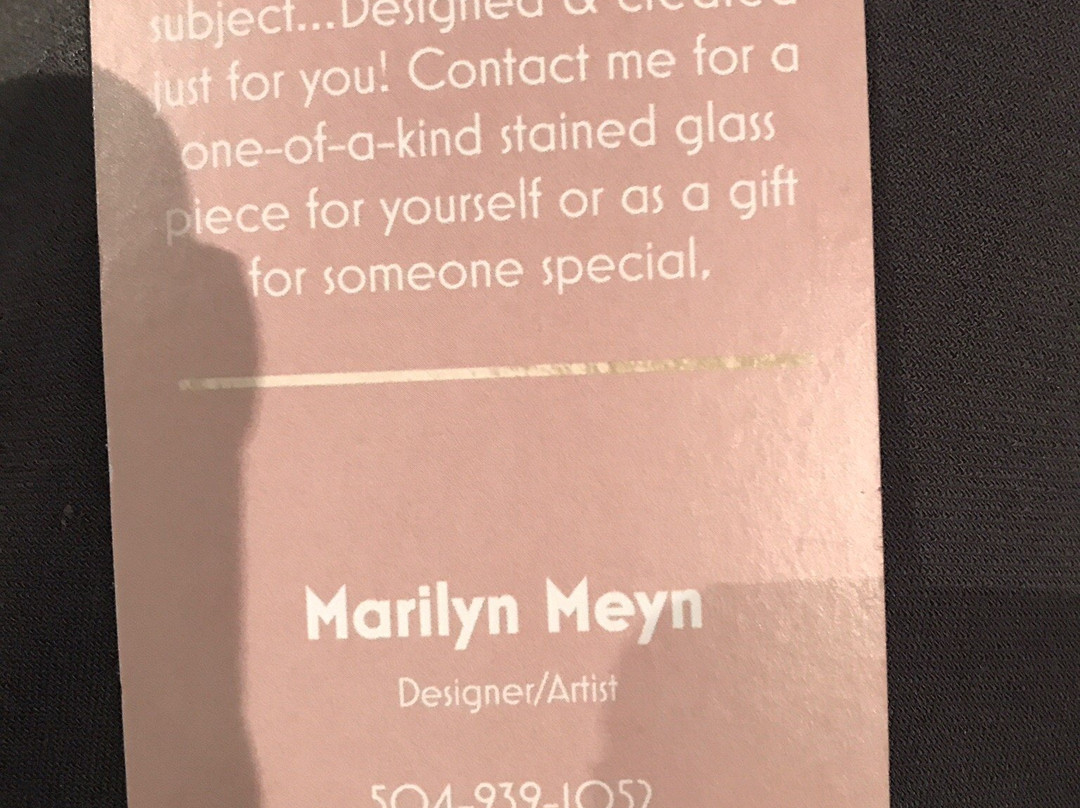 subject...Designed & created
just for you! Contact me for a
one-of-a-kind stained glass
piece for yourself or as a gift
for someone special,
Marilyn Meyn
Designer/Artist
504-939-1052